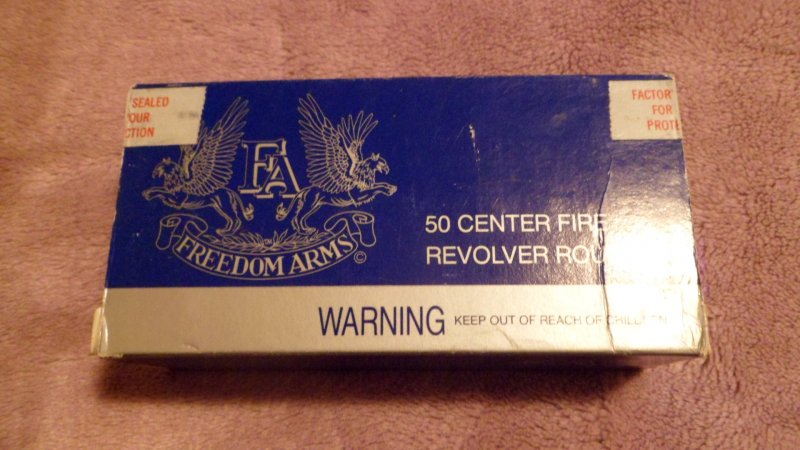 SEALED
OUR
CTION
FACTOR
FOR
PROTE
FA
FREEDOM ARMS
©
50 CENTER FIRE
REVOLVER ROU
WARNING KEEP OUT OF REACH OF CHILDREN